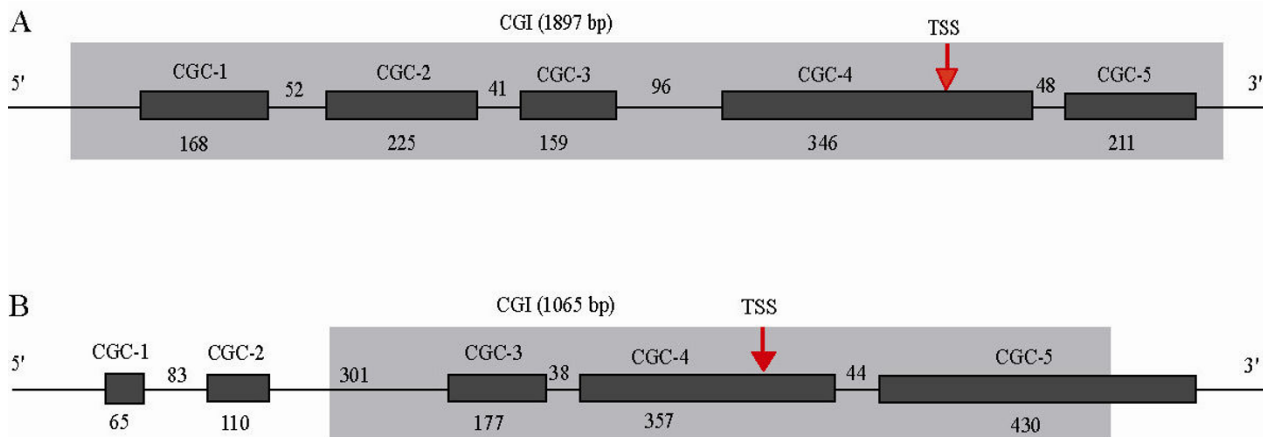 A
CGI (1897 bp)
TSS
5'
CGC-1
52
CGC-2
41
CGC-3
96
CGC-4
48
CGC-5
3'
168
225
159
346
211
B
CGI (1065 bp)
TSS
5'
CGC-1
83
CGC-2
301
CGC-3
38
CGC-4
44
CGC-5
3'
65
110
177
357
430